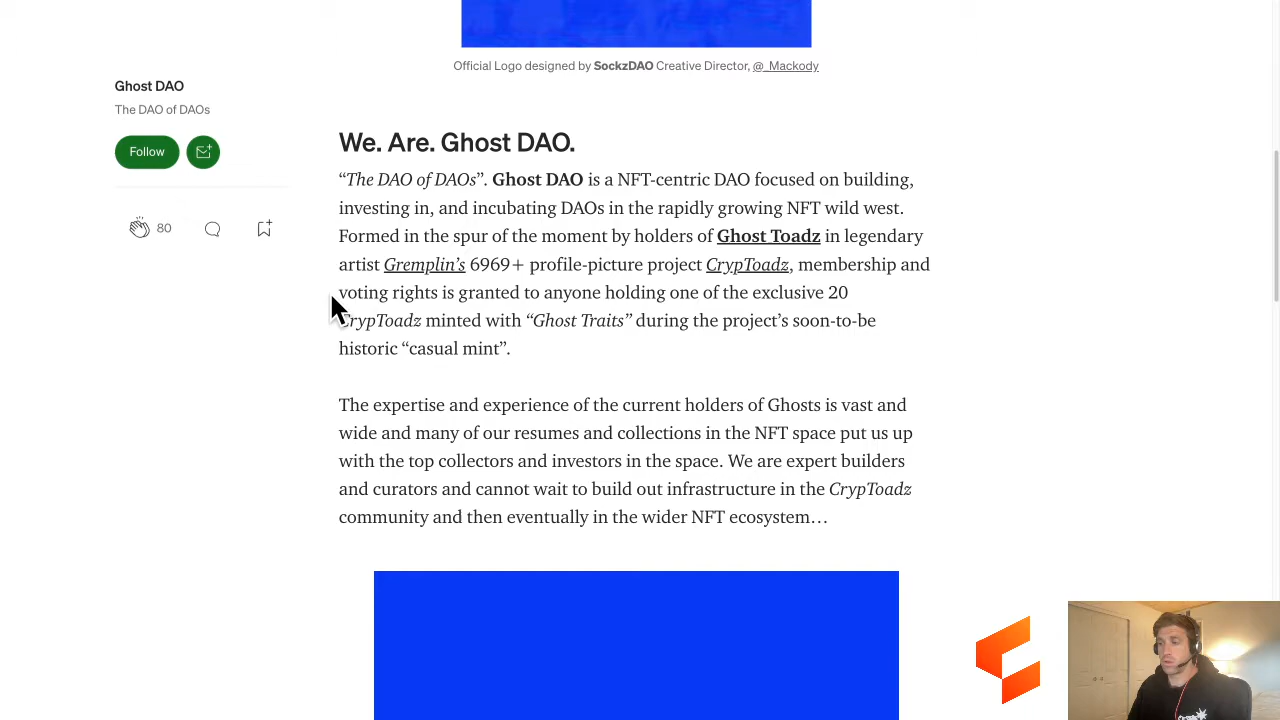 Official Logo designed by SockzDAO Creative Director, @_Mackody
Ghost DAO
The DAO of DAOs
Follow
80
We. Are. Ghost DAO.
“The DAO of DAOs”. Ghost DAO is a NFT-centric DAO focused on building,
investing in, and incubating DAOs in the rapidly growing NFT wild west.
Formed in the spur of the moment by holders of Ghost Toadz in legendary
artist Gremplin’s 6969+ profile-picture project CrypToadz, membership and
voting rights is granted to anyone holding one of the exclusive 20
CrypToadz minted with “Ghost Traits” during the project’s soon-to-be
historic “casual mint”.
The expertise and experience of the current holders of Ghosts is vast and
wide and many of our resumes and collections in the NFT space put us up
with the top collectors and investors in the space. We are expert builders
and curators and cannot wait to build out infrastructure in the CrypToadz
community and then eventually in the wider NFT ecosystem…